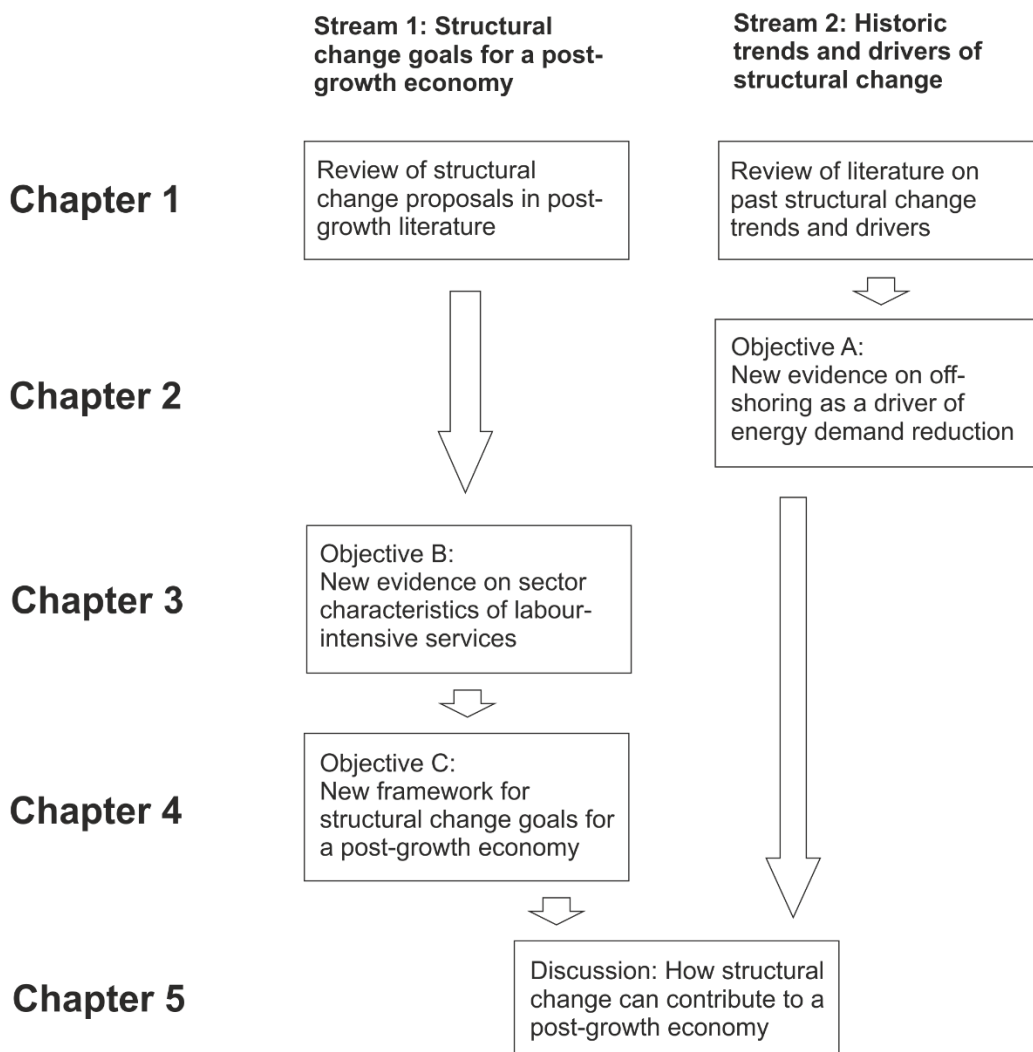 Stream 1: Structural
change goals for a post-
growth economy
Stream 2: Historic
trends and drivers of
structural change
Chapter 1
Review of structural
change proposals in post-
growth literature
Review of literature on
past structural change
trends and drivers
Chapter 2
Objective A:
New evidence on off-
shoring as a driver of
energy demand reduction
Chapter 3
Objective B:
New evidence on sector
characteristics of labour-
intensive services
Chapter 4
Objective C:
New framework for
structural change goals for
a post-growth economy
Chapter 5
Discussion: How structural
change can contribute to a
post-growth economy